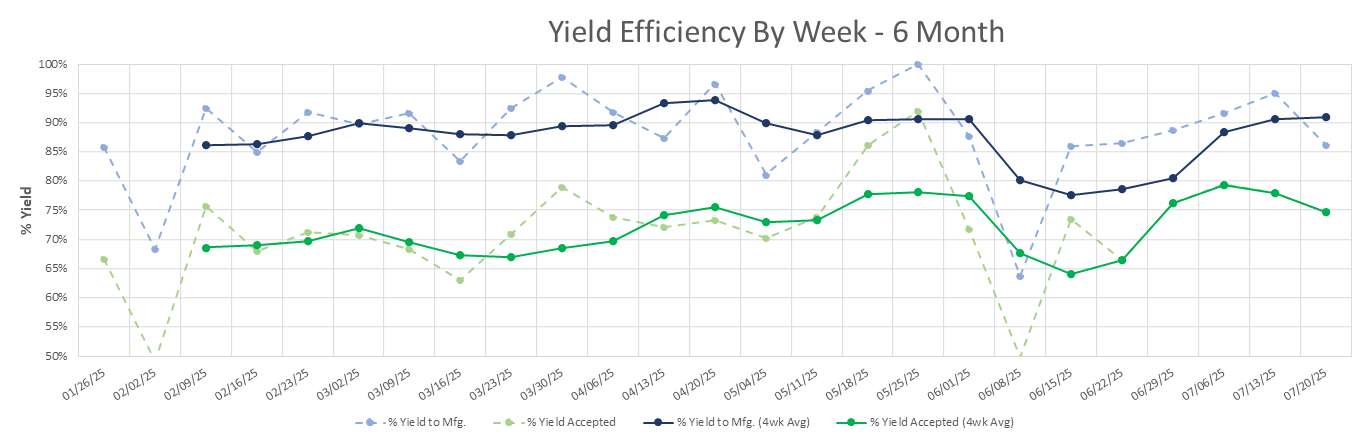 Yield Efficiency By Week - 6 Month
% Yield
100%
95%
90%
85%
80%
75%
70%
65%
60%
55%
50%
01/26/25 02/02/25 02/09/25 02/16/25 02/23/25 03/02/25 03/09/25 03/16/25 03/23/25 03/30/25 04/06/25 04/13/25 04/20/25 05/04/25 05/11/25 05/18/25 05/25/25 06/01/25 06/08/25 06/15/25 06/22/25 06/29/25 07/06/25 07/13/25 07/20/25
% Yield to Mfg. % Yield Accepted % Yield to Mfg. (4wk Avg) % Yield Accepted (4wk Avg)